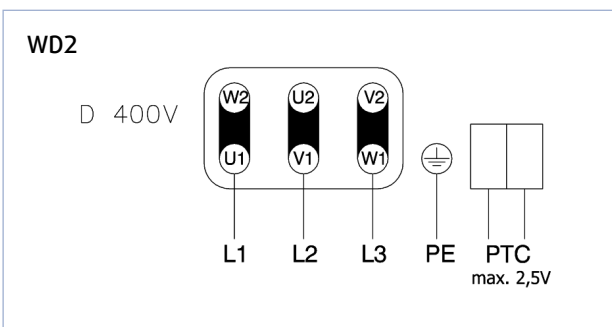 WD2
D 400V
W2 U2 V2
U1 V1 W1
L1 L2 L3 PE PTC
max. 2,5V